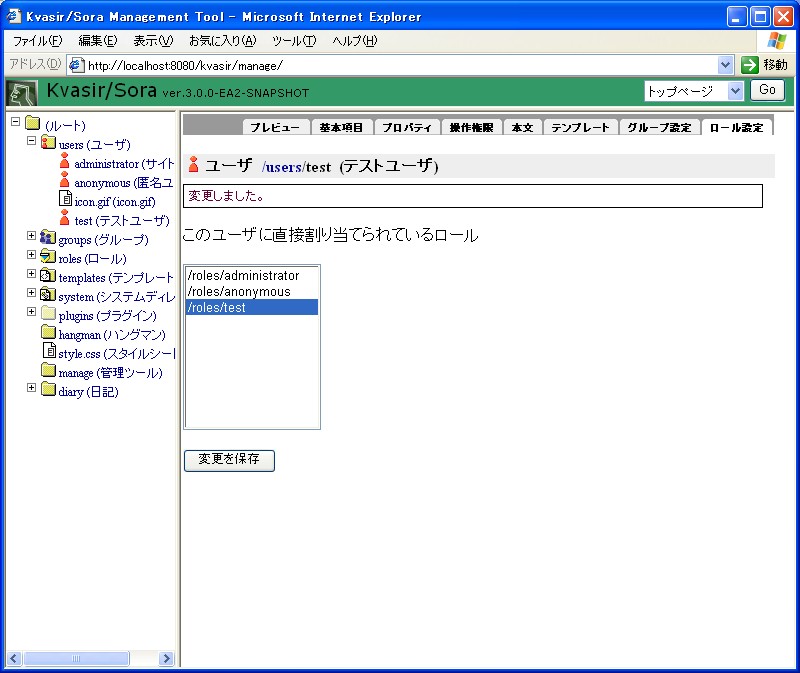 Kvasir/Sora Management Tool - Microsoft Internet Explorer
ファイル(F) 編集(E) 表示(V) お気に入り(A) ツール(T) ヘルプ(H)
アドレス(D) http://localhost:8080/kvasir/manage/ 移動
Kvasir/Sora ver.3.0.0-EA2-SNAPSHOT トップページ Go
(ルート)
users (ユーザ)
administrator (サイト
anonymous (匿名ユ
icon.gif (icon.gif)
test (テストユーザ)
groups (グループ)
roles (ロール)
templates (テンプレート
system (システムディレ
plugins (プラグイン)
hangman (ハングマン)
style.css (スタイルシート
manage (管理ツール)
diary (日記)
プレビュー 基本項目 プロパティ 操作権限 本文 テンプレート グループ設定 ロール設定
ユーザ /users/test (テストユーザ)
変更しました。
このユーザに直接割り当てられているロール
/roles/administrator
/roles/anonymous
/roles/test
変更を保存